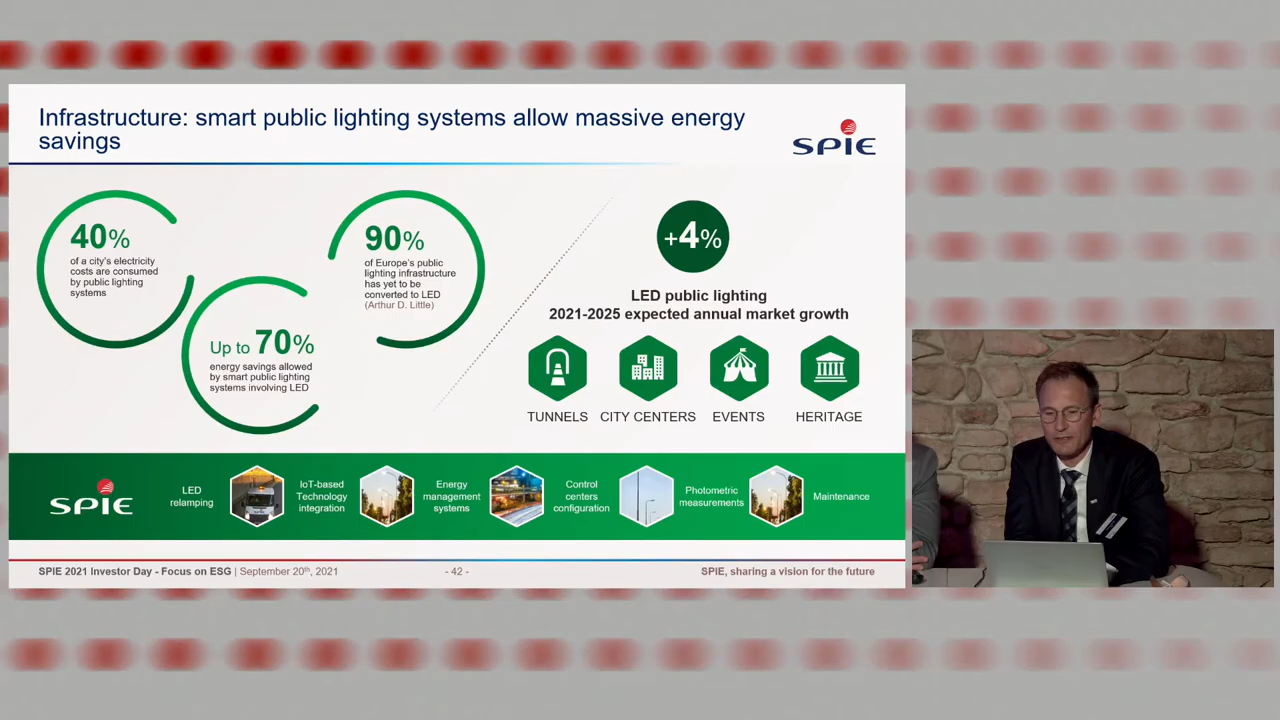 Infrastructure: smart public lighting systems allow massive energy
savings
SPIE
40%
of a city's electricity
costs are consumed
by public lighting
systems
Up to 70%
energy savings allowed
by smart public lighting
systems involving LED
90%
of Europe's public
lighting infrastructure
has yet to be
converted to LED
(Arthur D. Little)
+4%
LED public lighting
2021-2025 expected annual market growth
TUNNELS
CITY CENTERS
EVENTS
HERITAGE
SPIE
LED
relamping
IoT-based
Technology
integration
Energy
management
systems
Control
centers
configuration
Photometric
measurements
Maintenance
SPIE 2021 Investor Day - Focus on ESG | September 20th, 2021
- 42 -
SPIE, sharing a vision for the future